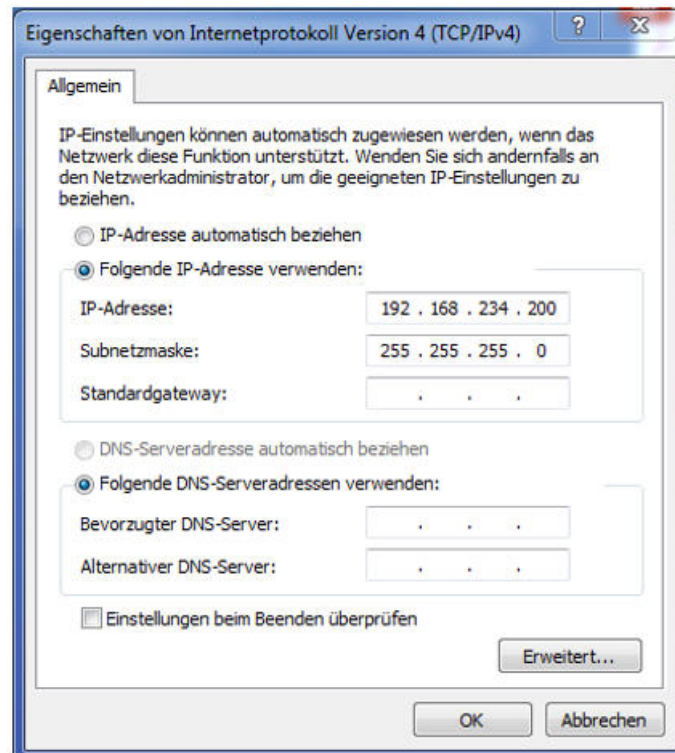 Eigenschaften von Internetprotokoll Version 4 (TCP/IPv4)
Allgemein
IP-Einstellungen können automatisch zugewiesen werden, wenn das
Netzwerk diese Funktion unterstützt. Wenden Sie sich andernfalls an
den Netzwerkadministrator, um die geeigneten IP-Einstellungen zu
beziehen.
IP-Adresse automatisch beziehen
Folgende IP-Adresse verwenden:
IP-Adresse: 192 . 168 . 234 . 200
Subnetzmaske: 255 . 255 . 255 . 0
Standardgateway: . . .
DNS-Serveradresse automatisch beziehen
Folgende DNS-Serveradressen verwenden:
Bevorzugter DNS-Server: . . .
Alternativer DNS-Server: . . .
Einstellungen beim Beenden überprüfen
Erweitert...
OK Abbrechen